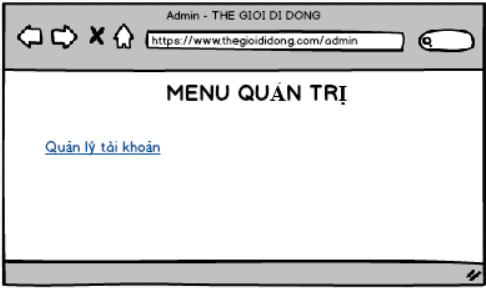 Admin - THE GIOI DI DONG
https://www.thegioididong.com/admin
MENU QUẢN TRỊ
Quản lý tài khoản